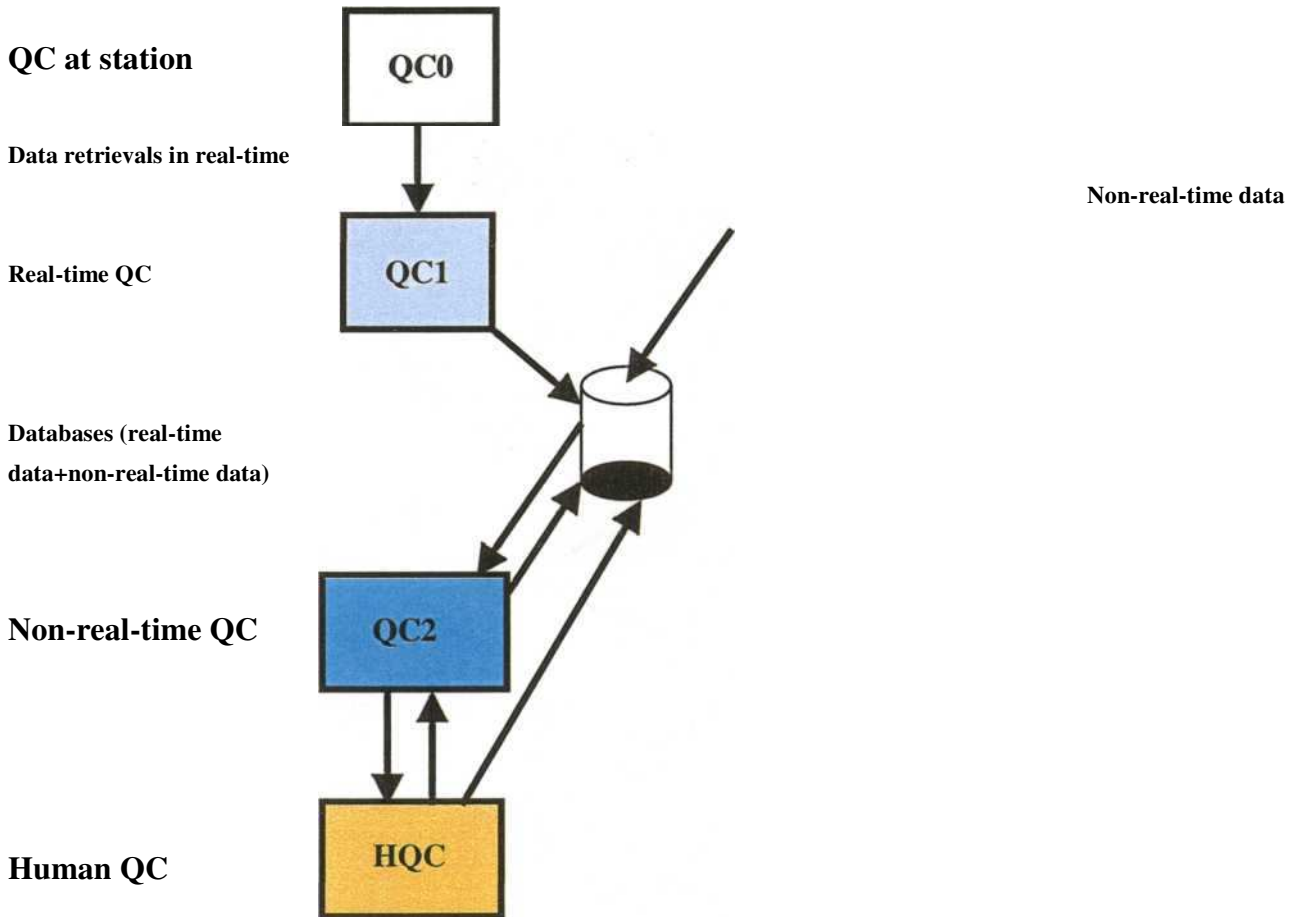 QC at station
QC0
Data retrievals in real-time
Non-real-time data
Real-time QC
QC1
Databases (real-time
data+non-real-time data)
Non-real-time QC
QC2
Human QC
HQC